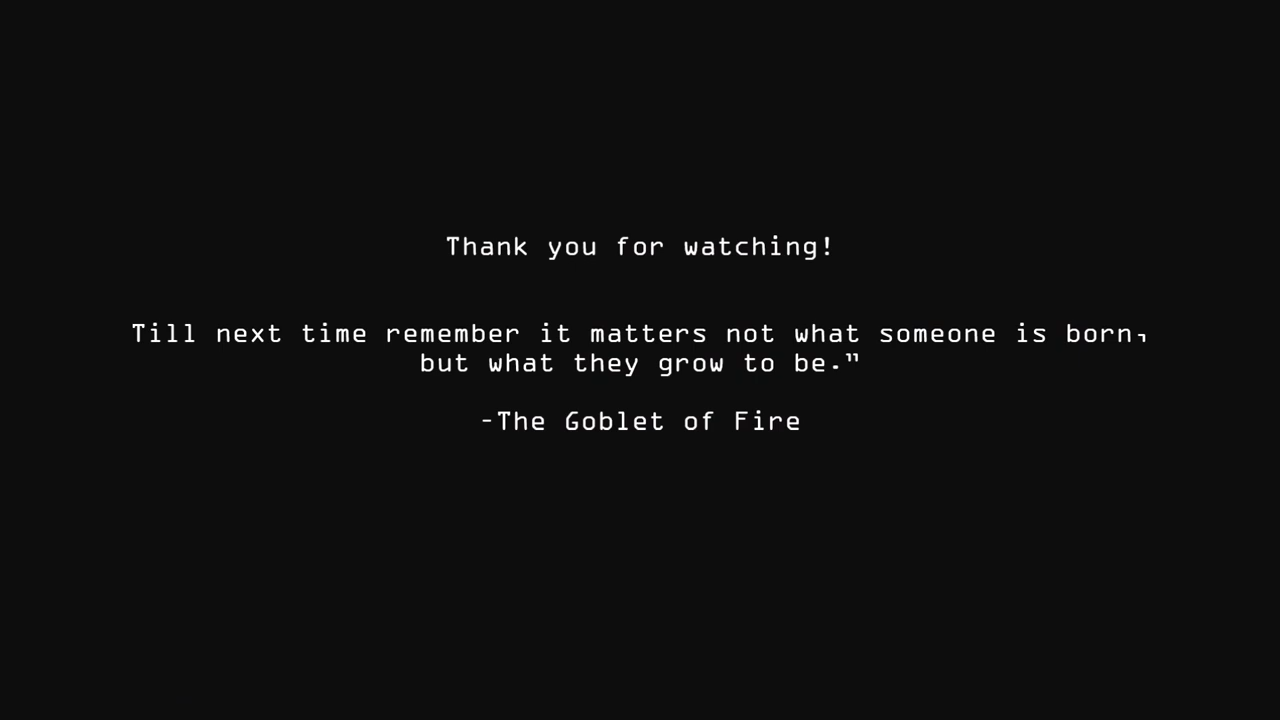 Thank you for watching!
Till next time remember it matters not what someone is born,
but what they grow to be."
-The Goblet of Fire